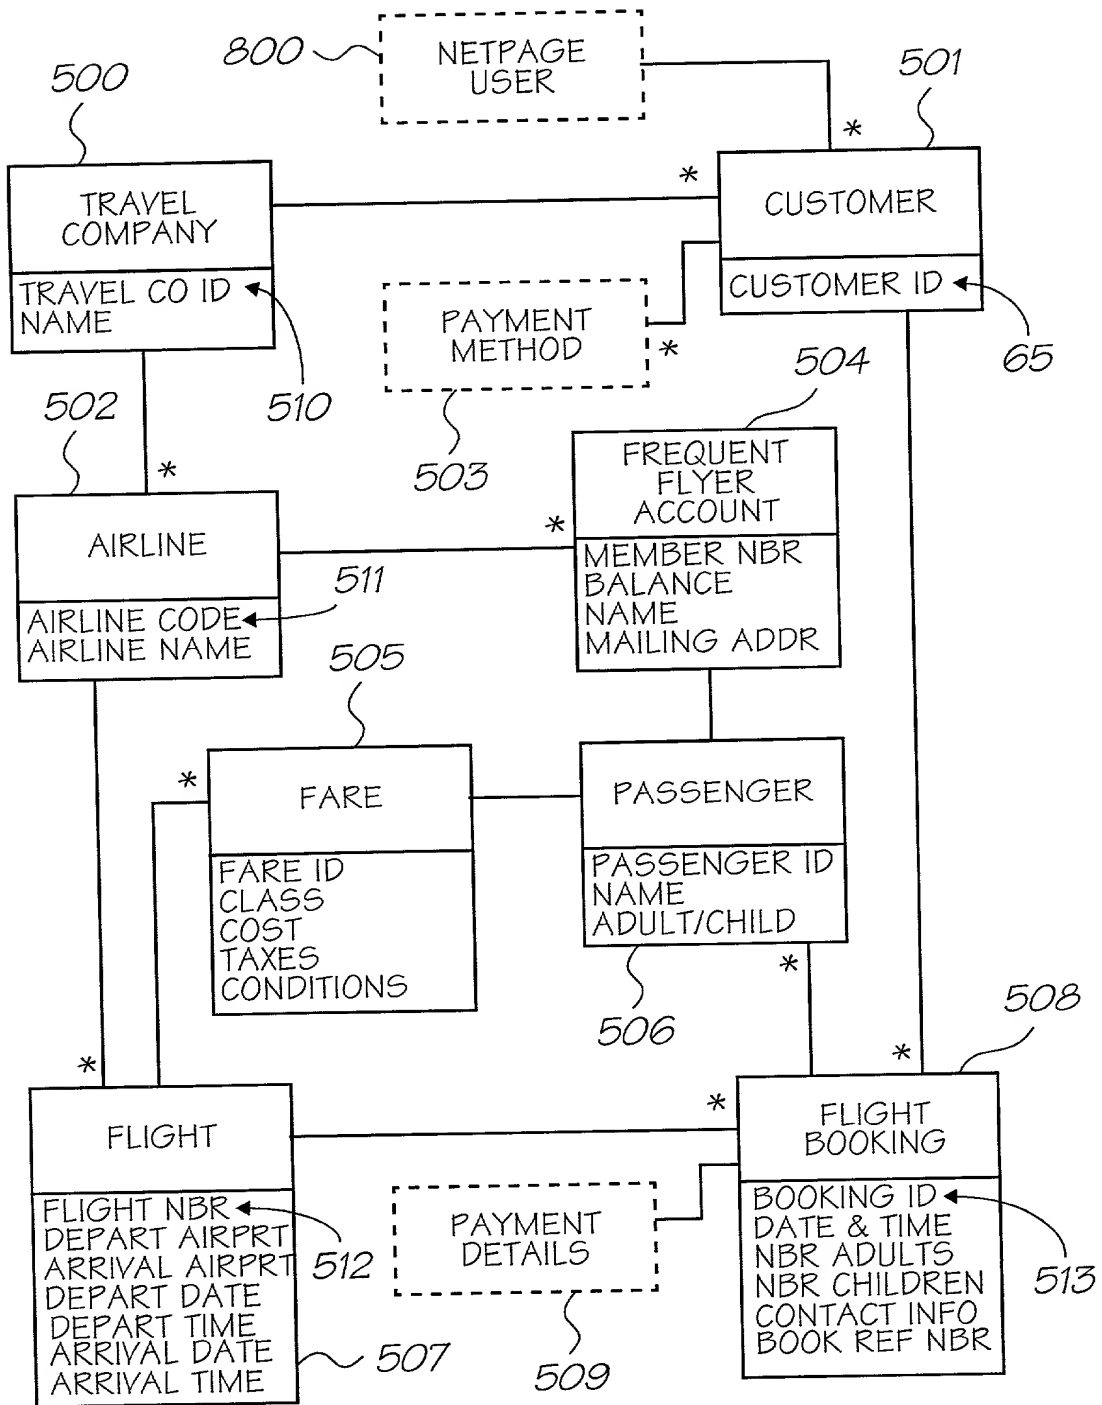 800
NETPAGE
USER
501
500
*
TRAVEL
COMPANY
*
CUSTOMER
TRAVEL CO ID
NAME
CUSTOMER ID
PAYMENT
METHOD
*
65
510
502
504
503
*
FREQUENT
FLYER
ACCOUNT
AIRLINE
*
MEMBER NBR
BALANCE
NAME
MAILING ADDR
511
AIRLINE CODE
AIRLINE NAME
505
*
FARE
PASSENGER
FARE ID
CLASS
COST
TAXES
CONDITIONS
PASSENGER ID
NAME
ADULT/CHILD
*
506
508
*
*
FLIGHT
*
FLIGHT
BOOKING
FLIGHT NBR
DEPART AIRPRT
ARRIVAL AIRPRT
DEPART DATE
DEPART TIME
ARRIVAL DATE
ARRIVAL TIME
512
PAYMENT
DETAILS
BOOKING ID
DATE & TIME
NBR ADULTS
NBR CHILDREN
CONTACT INFO
BOOK REF NBR
513
507
509